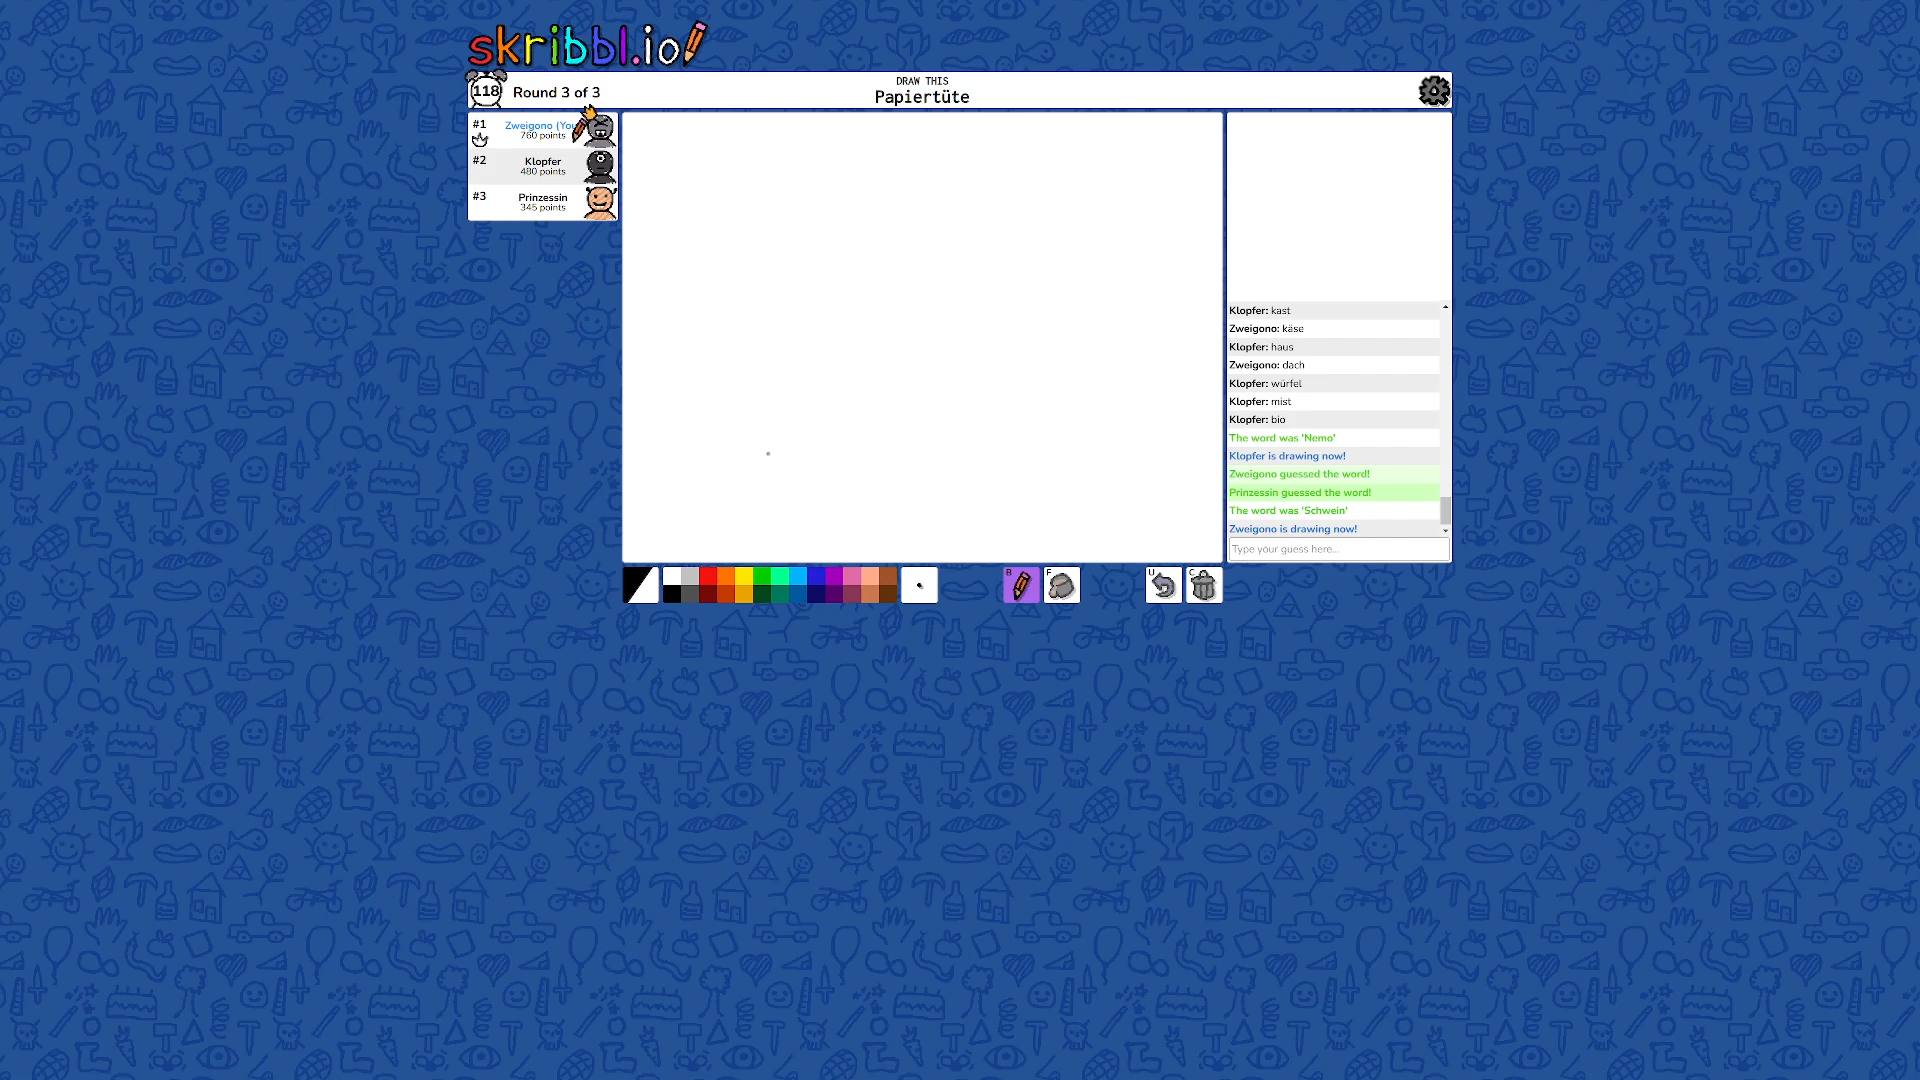 skribbl.io
118
Round 3 of 3
DRAW THIS
Papiertüte
#1
Zweigono (You
760 points
#2
Klopfer
480 points
#3
Prinzessin
345 points
Klopfer: kast
Zweigono: käse
Klopfer: haus
Zweigono: dach
Klopfer: würfel
Klopfer: mist
Klopfer: bio
The word was 'Nemo'
Klopfer is drawing now!
Zweigono guessed the word!
Prinzessin guessed the word!
The word was 'Schwein'
Zweigono is drawing now!
Type your guess here...
B
F
U
C